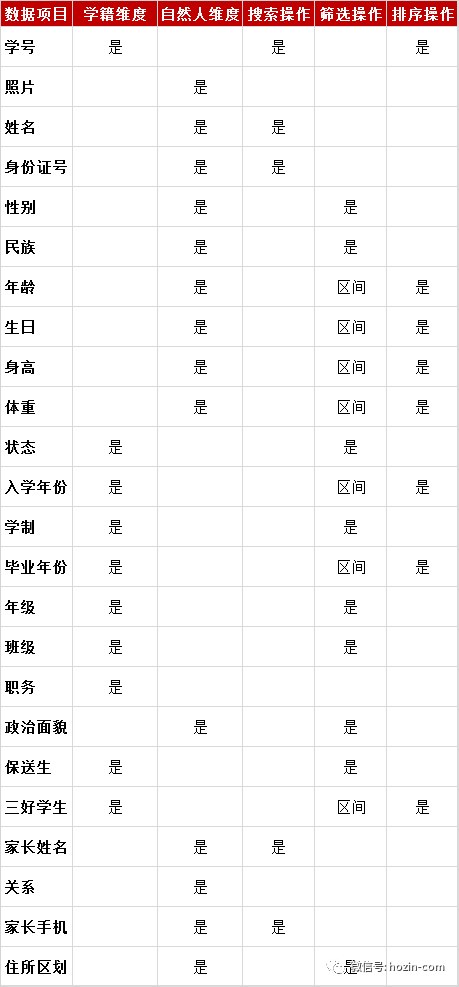 数据项目 学籍维度 自然人维度 搜索操作 筛选操作 排序操作
学号 是 是 是
照片 是
姓名 是 是
身份证号 是 是
性别 是 是
民族 是 是
年龄 是 区间 是
生日 是 区间 是
身高 是 区间 是
体重 是 区间 是
状态 是 是
入学年份 是 区间 是
学制 是 是
毕业年份 是 区间 是
年级 是 是
班级 是 是
职务 是
政治面貌 是 是
保送生 是 是
三好学生 是 区间 是
家长姓名 是 是
关系 是
家长手机 是 是
住所区划 是 是
微信号: hozin-com